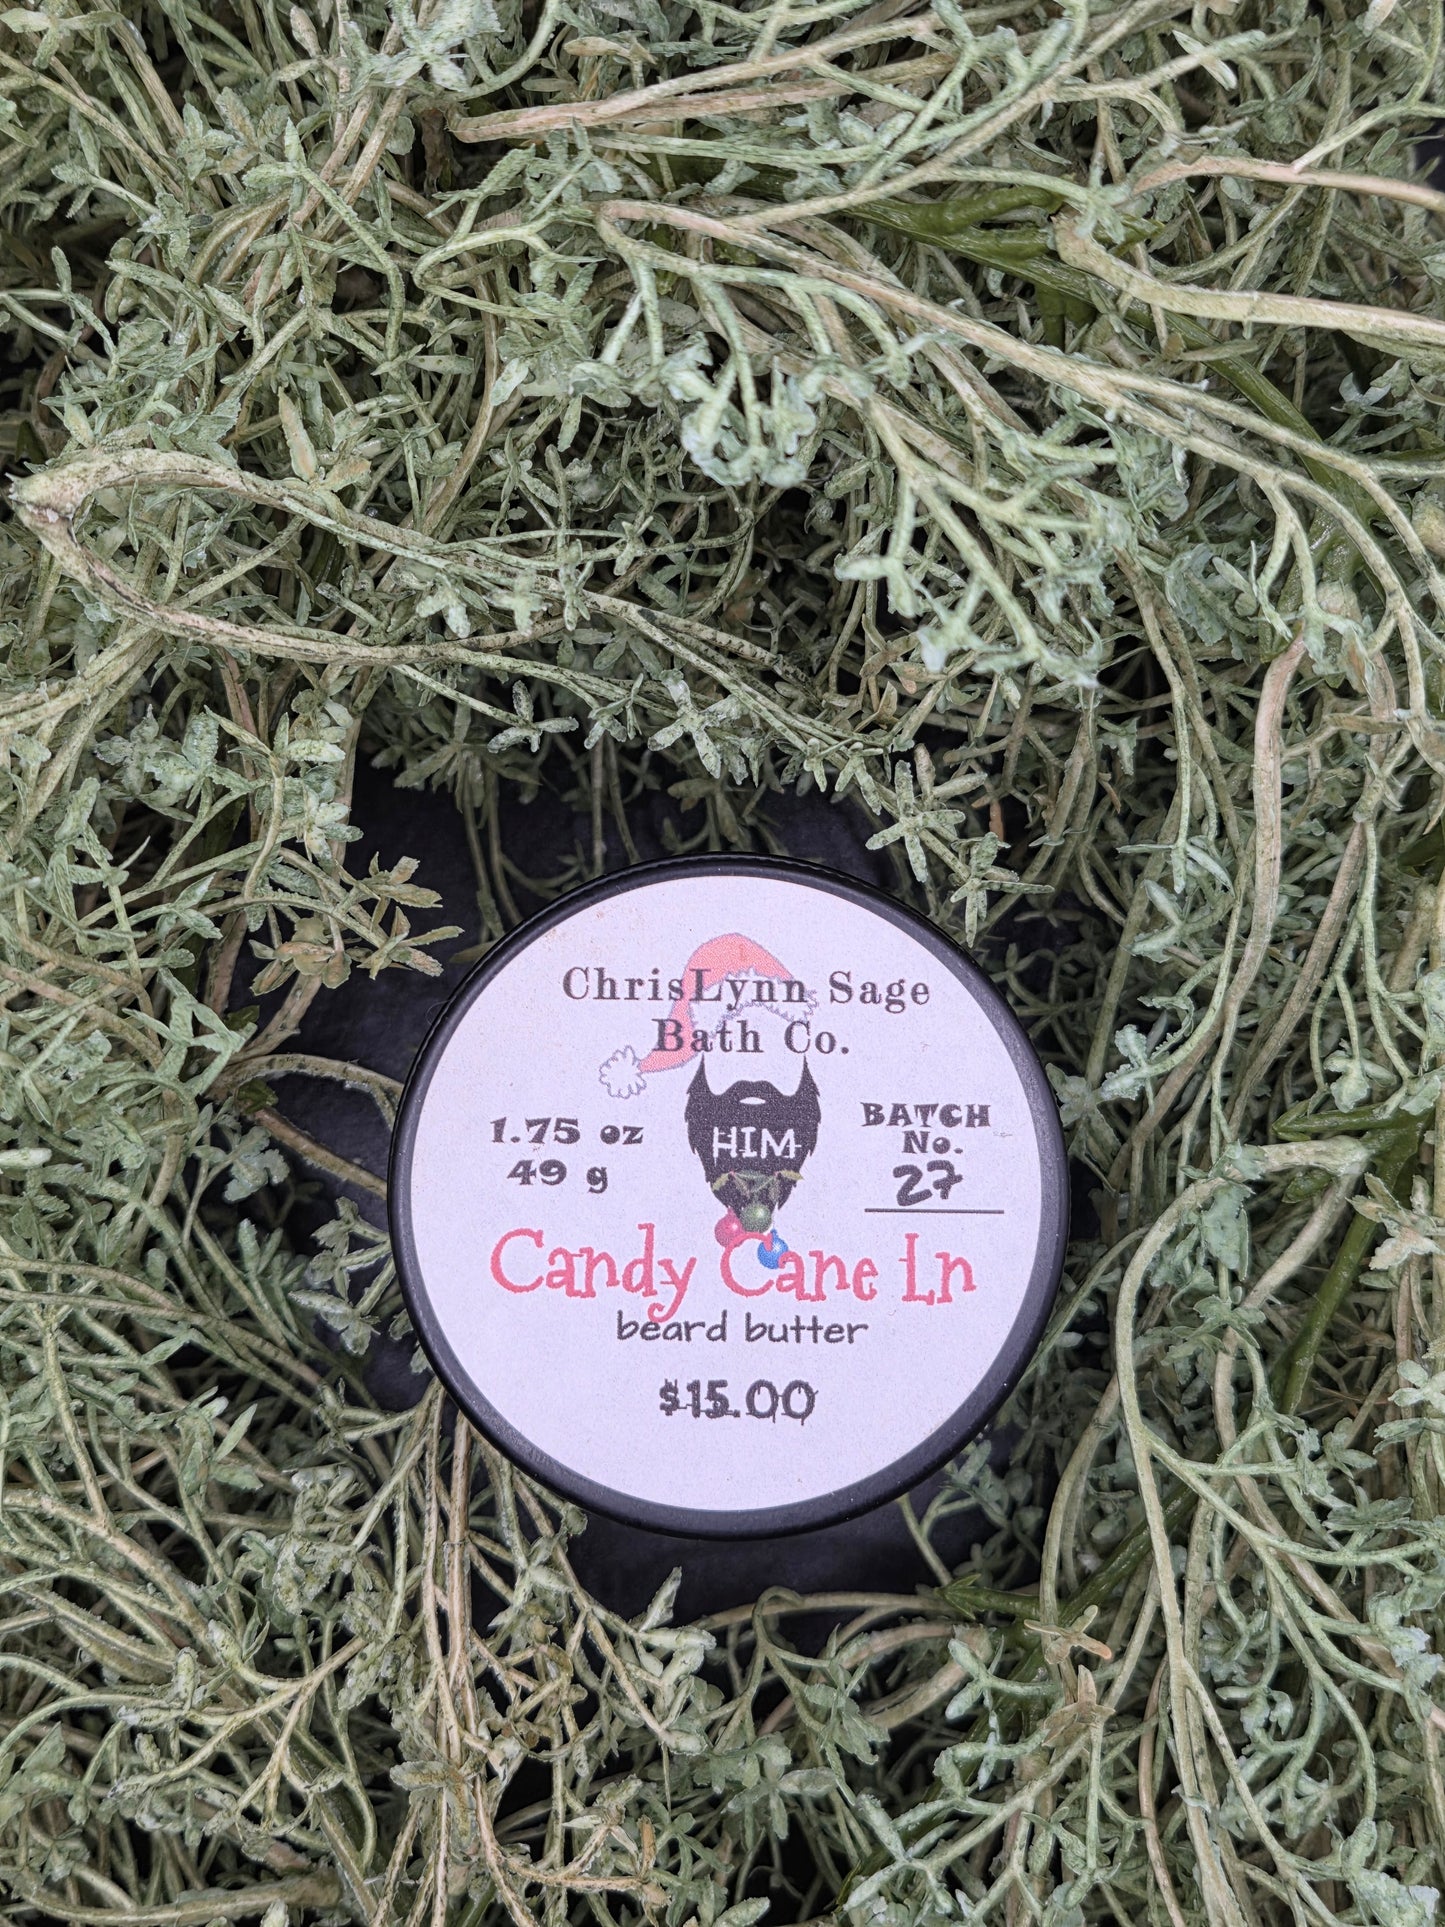 ChrisLynn Sage
Bath Co.
1.75 oz
49 g
HIM
BATCH
No.
27
Candy Cane Ln
beard butter
$15.00